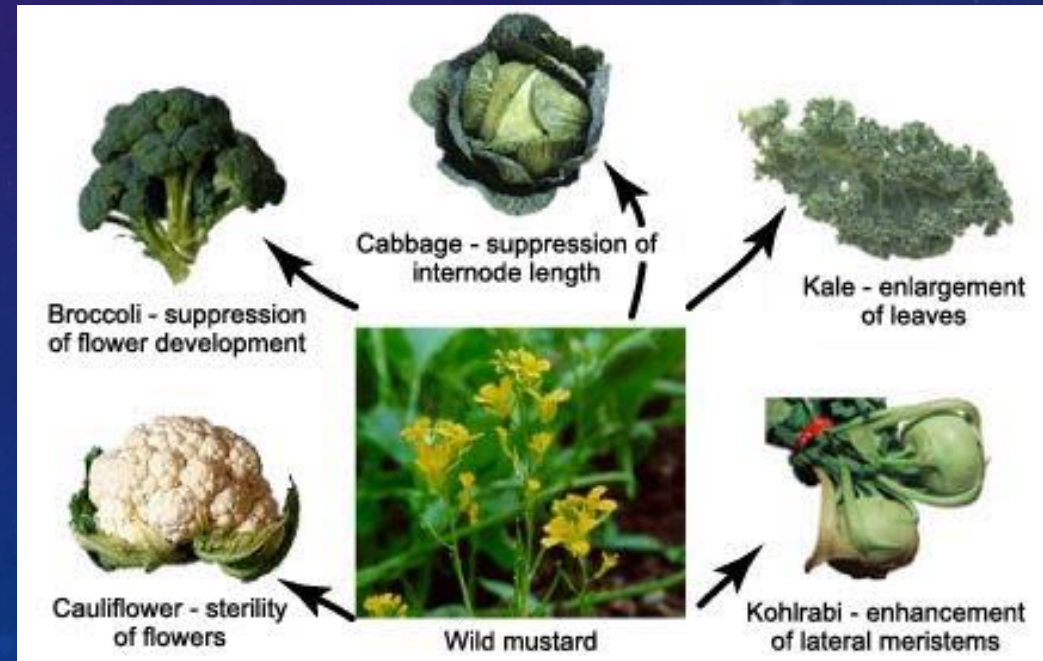 Cabbage - suppression of
internode length
Kale - enlargement
of leaves
Broccoli - suppression
of flower development
Cauliflower - sterility
of flowers
Wild mustard
Kohlrabi - enhancement
of lateral meristems